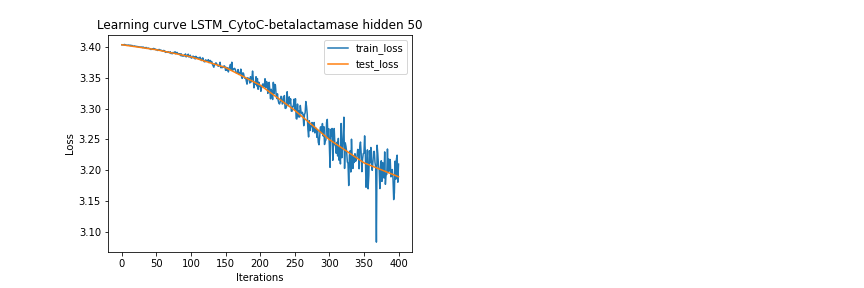 Learning curve LSTM_CytoC-betalactamase hidden 50
train_loss
test_loss
Loss
3.40
3.35
3.30
3.25
3.20
3.15
3.10
0 50 100 150 200 250 300 350 400
Iterations